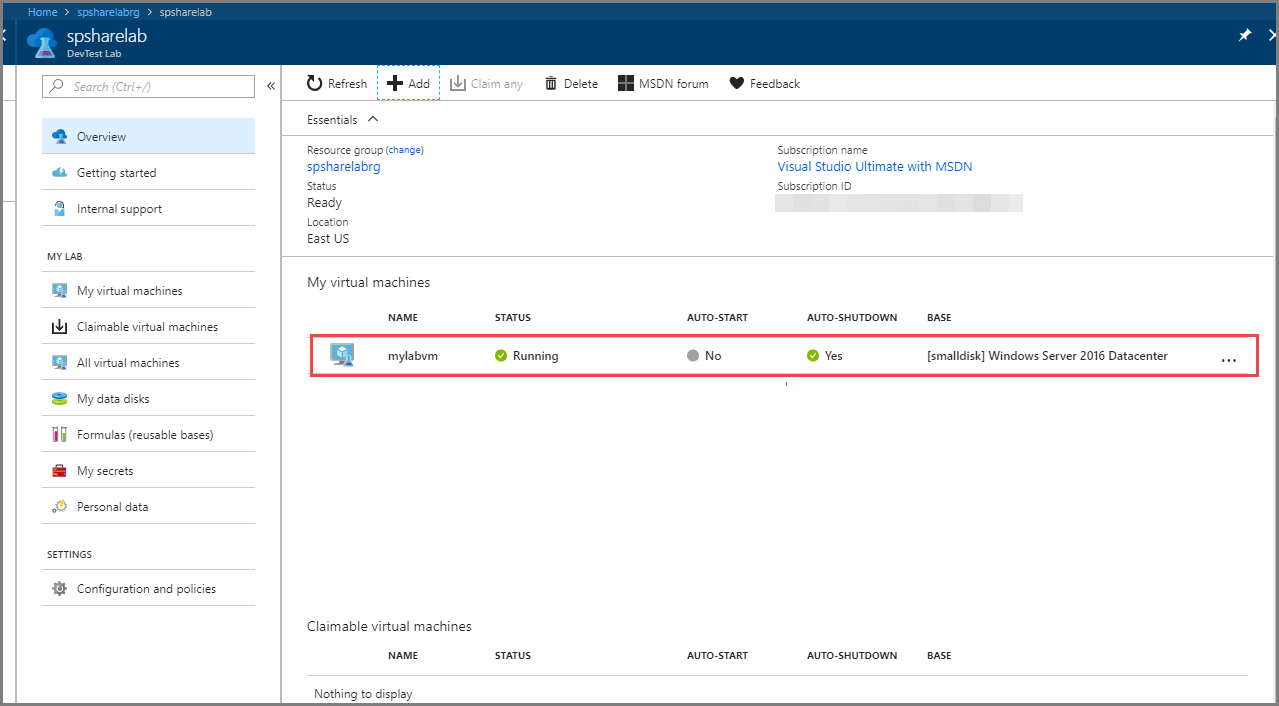 Home > spsharelabrg > spsharelab
spsharelab
DevTest Lab
Search (Ctrl+/)
Overview
Getting started
Internal support
MY LAB
My virtual machines
Claimable virtual machines
All virtual machines
My data disks
Formulas (reusable bases)
My secrets
Personal data
SETTINGS
Configuration and policies
Refresh Add Claim any Delete MSDN forum Feedback
Essentials
Resource group (change)
spsharelabrg
Status
Ready
Location
East US
Subscription name
Visual Studio Ultimate with MSDN
Subscription ID
My virtual machines
NAME STATUS AUTO-START AUTO-SHUTDOWN BASE
mylabvm Running No Yes [smalldisk] Windows Server 2016 Datacenter ...
Claimable virtual machines
NAME STATUS AUTO-START AUTO-SHUTDOWN BASE
Nothing to display